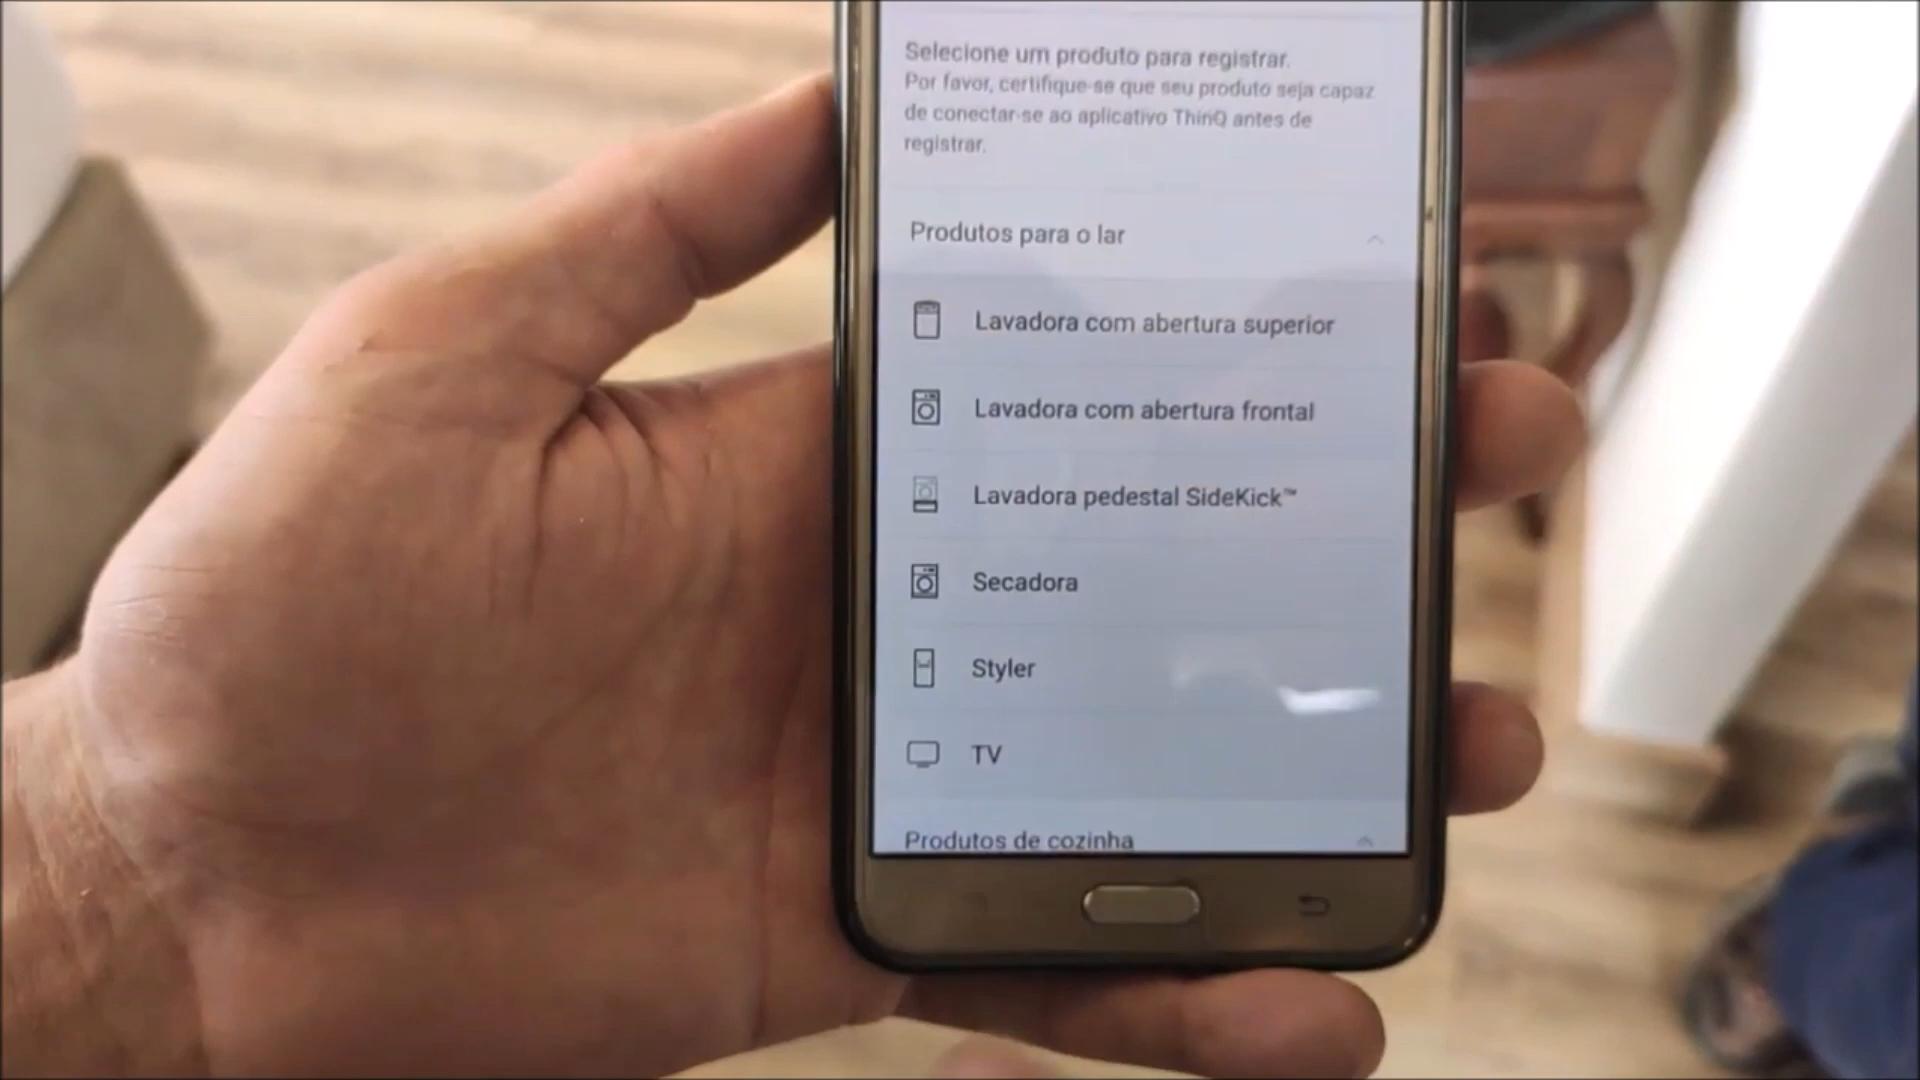 Selecione um produto para registrar.
Por favor, certifique-se que seu produto seja capaz
de conectar-se ao aplicativo ThinQ antes de
registrar.
Produtos para o lar
Lavadora com abertura superior
Lavadora com abertura frontal
Lavadora pedestal SideKick™
Secadora
Styler
TV
Produtos de cozinha